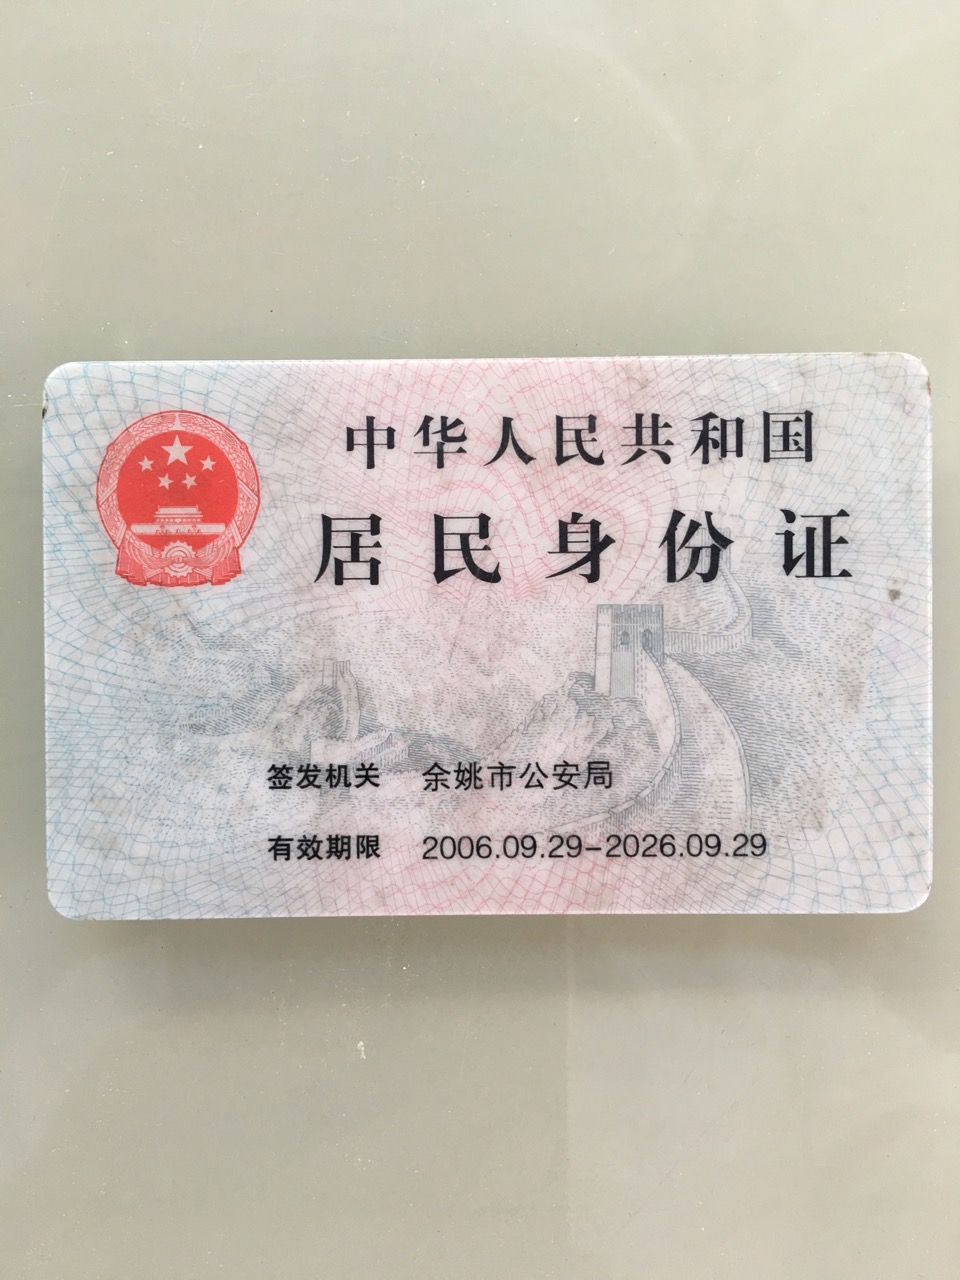 中华人民共和国
居民身份证
签发机关 余姚市公安局
有效期限 2006.09.29-2026.09.29